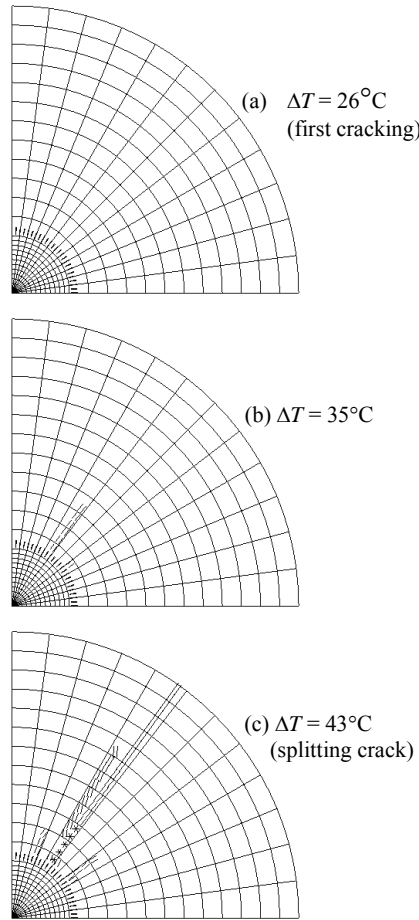 (a) ΔT = 26°C
(first cracking)
(b) ΔT = 35°C
(c) ΔT = 43°C
(splitting crack)